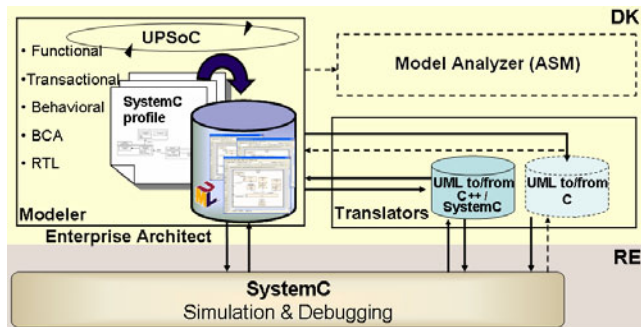 DK
UPSoC
• Functional
• Transactional
• Behavioral
• BCA
• RTL
SystemC
profile
UML
Modeler
Enterprise Architect
Model Analyzer (ASM)
UML to/from
C++ /
SystemC
UML to/from
C
Translators
RE
SystemC
Simulation & Debugging